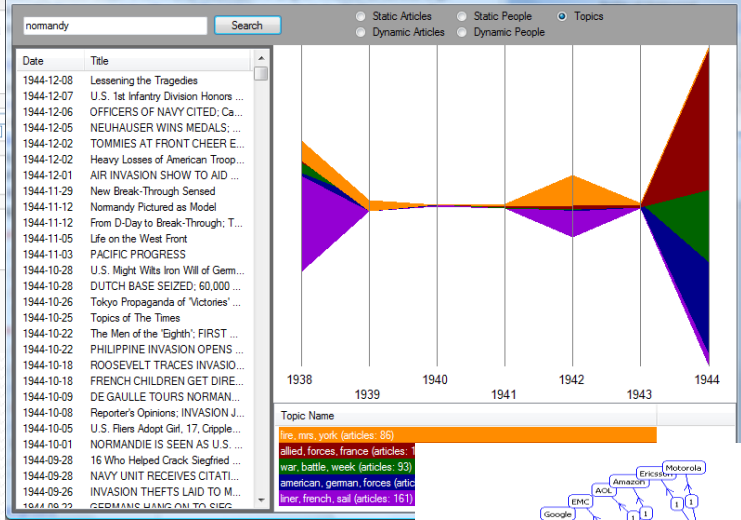 normandy
Search
Static Articles
Static People
Topics
Dynamic Articles
Dynamic People
Date Title
1944-12-08 Lessening the Tragedies
1944-12-07 U.S. 1st Infantry Division Honors ...
1944-12-06 OFFICERS OF NAVY CITED; Ca...
1944-12-05 NEUHAUSER WINS MEDALS; ...
1944-12-02 TOMMIES AT FRONT CHEER E...
1944-12-02 Heavy Losses of American Troop...
1944-12-01 AIR INVASION SHOW TO AID ...
1944-11-29 New Break-Through Sensed
1944-11-12 Normandy Pictured as Model
1944-11-12 From D-Day to Break-Through; T...
1944-11-05 Life on the West Front
1944-11-03 PACIFIC PROGRESS
1944-10-28 U.S. Might Wilts Iron Will of Germ...
1944-10-28 DUTCH BASE SEIZED; 60,000 ...
1944-10-26 Tokyo Propaganda of 'Victories' ...
1944-10-25 Topics of The Times
1944-10-22 The Men of the 'Eighth'; FIRST ...
1944-10-22 PHILIPPINE INVASION OPENS ...
1944-10-18 ROOSEVELT TRACES INVASIO...
1944-10-18 FRENCH CHILDREN GET DIRE...
1944-10-09 DE GAULLE TOURS NORMAN...
1944-10-08 Reporter's Opinions; INVASION J...
1944-10-05 U.S. Fliers Adopt Girl, 17, Cripple...
1944-10-01 NORMANDIE IS SEEN AS U.S. ...
1944-09-28 16 Who Helped Crack Siegfried ...
1944-09-28 NAVY UNIT RECEIVES CITATI...
1944-09-26 INVASION THEFTS LAID TO M...
1944-09-22 GERMANS HANG ON TO SIEG...
1938 1939 1940 1941 1942 1943 1944
Topic Name
fire, mrs, york (articles: 86)
allied, forces, france (articles: 1
war, battle, week (articles: 93)
american, german, forces (artic
liner, french, sail (articles: 161)
Motorola
Ericsson
Amazon
AOL
EMC
Google
1 1
1 1